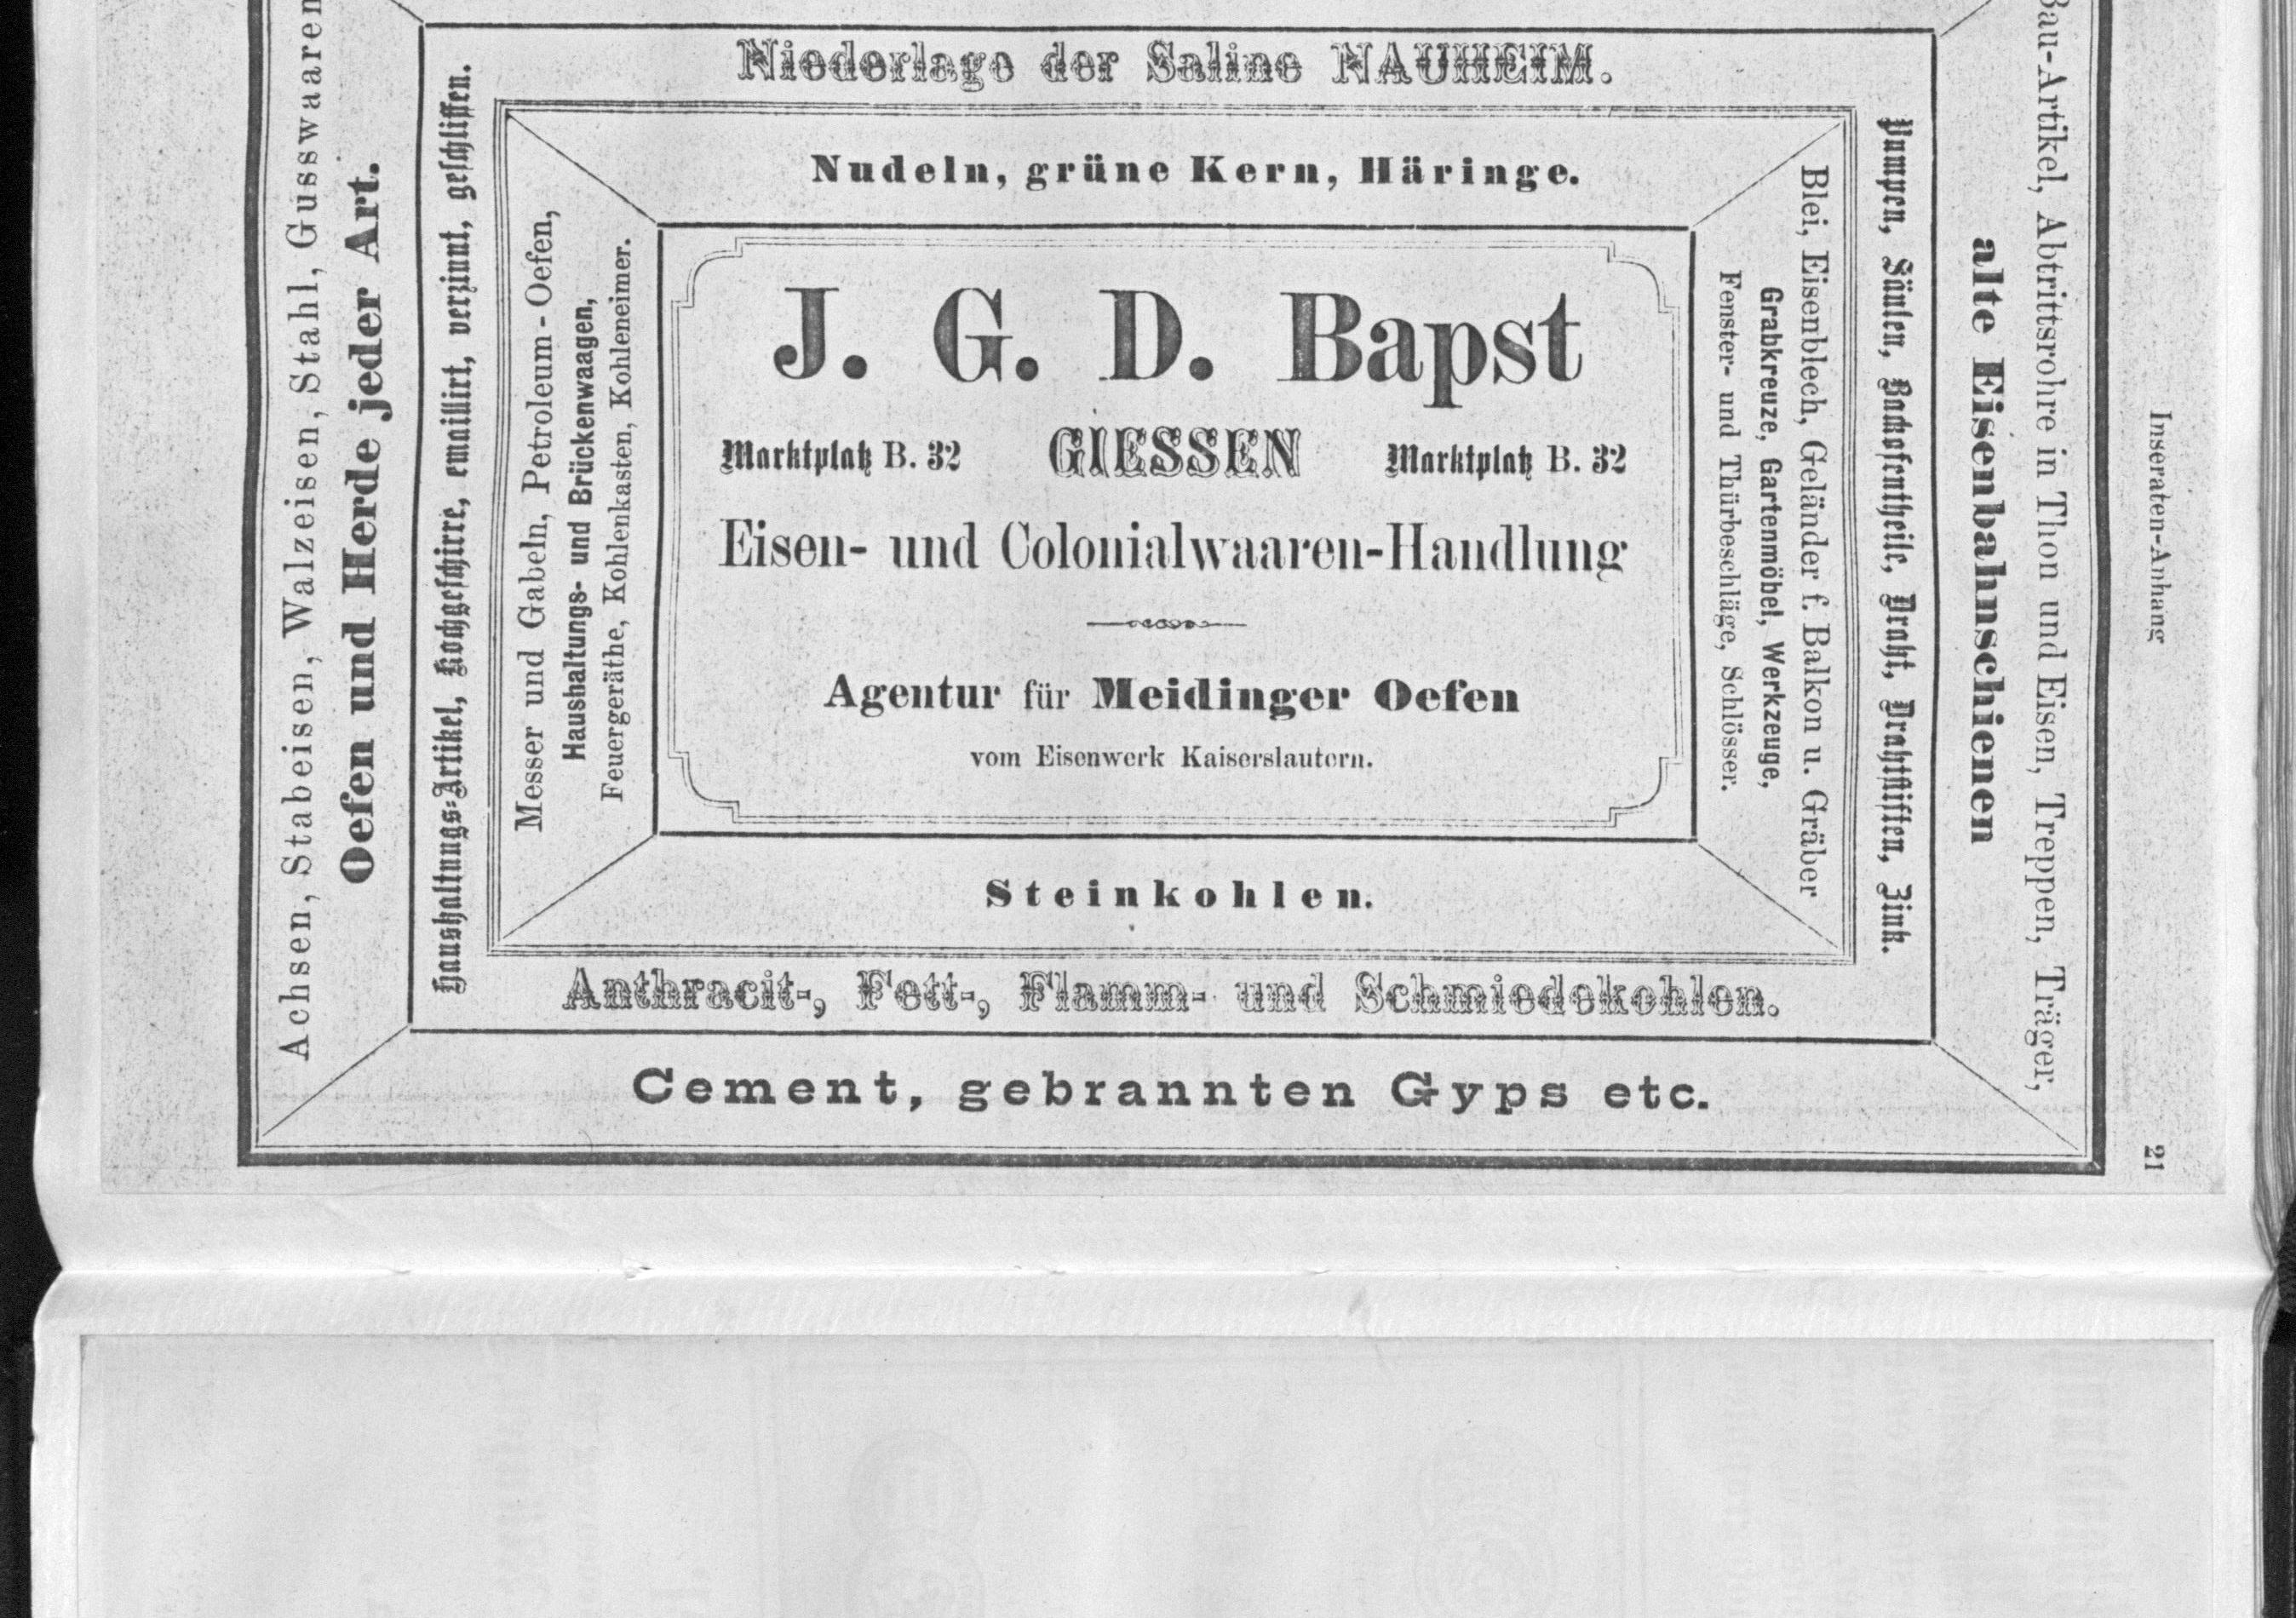 Niederlage der Saline NAUHEIM.
Nudeln, grüne Kern, Häringe.
J. G. D. Bapst
Marktplatz B. 32 GIESSEN Marktplatz B. 32
Eisen- und Colonialwaaren-Handlung
Agentur für Meidinger Oefen
vom Eisenwerk Kaiserslautern.
Steinkohlen.
Anthracit-, Fett-, Flamm- und Schmiedekohlen.
Cement, gebrannten Gyps etc.
Achsen, Stabeisen, Walzeisen, Stahl, Gusswaaren
Oefen und Herde jeder Art.
Haushaltungs-Artikel, Kochgeschirre, emaillirt, verzinnt, geschliffen.
Messer und Gabeln, Petroleum-Oefen,
Haushaltungs- und Brückenwaagen,
Feuergeräthe, Kohlenkasten, Kohleneimer.
Blei, Eisenblech, Geländer f. Balkon u. Gräber
Grabkreuze, Gartenmöbel, Werkzeuge,
Fenster- und Thürbeschläge, Schlösser.
Pumpen, Säulen, Backofentheile, Draht, Drahtstiften, Zink.
Bau-Artikel, Abtrittsrohre in Thon und Eisen, Treppen, Träger,
alte Eisenbahnschienen
Inseraten-Anhang
21